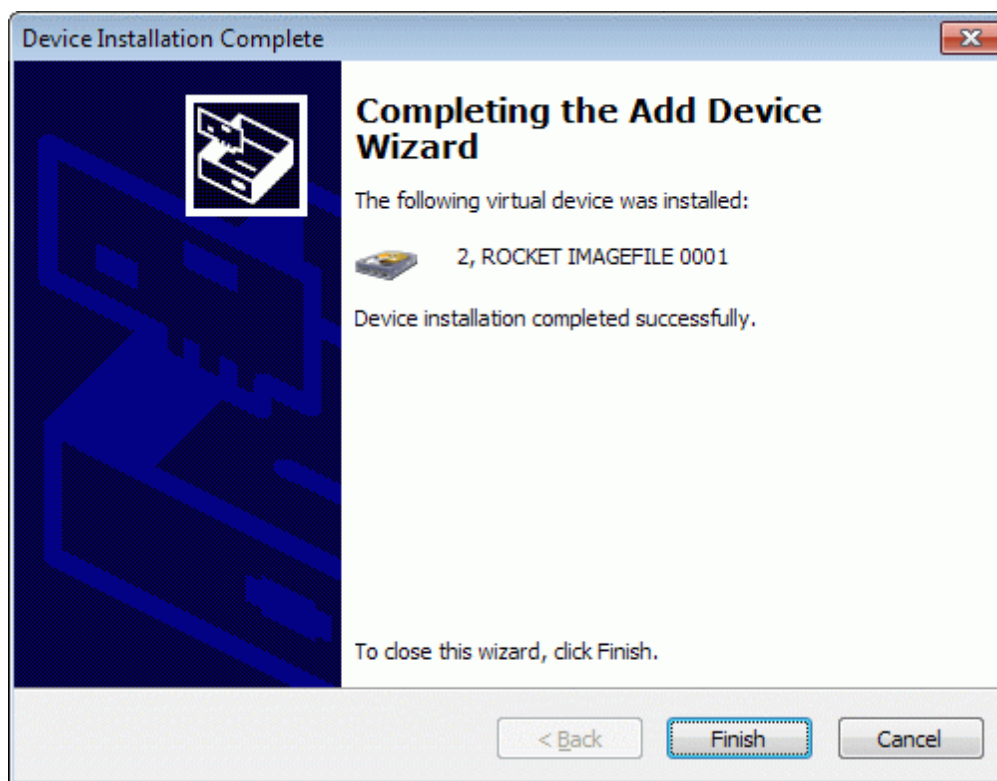 Device Installation Complete
Completing the Add Device
Wizard
The following virtual device was installed:
2, ROCKET IMAGEFILE 0001
Device installation completed successfully.
To close this wizard, click Finish.
< Back
Finish
Cancel